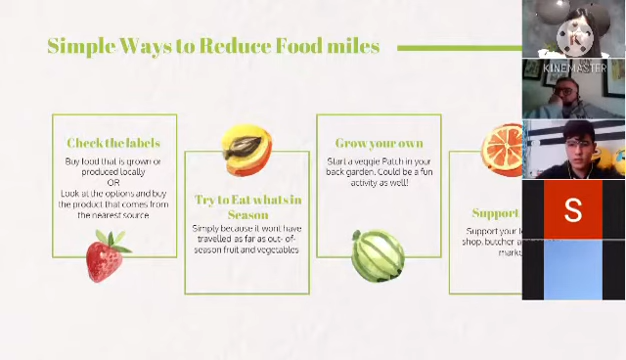 Simple Ways to Reduce Food miles
Check the labels
Buy food that is grown or
produced locally
OR
Look at the options and buy
the product that comes from
the nearest source
Try to Eat whats in
Season
Simply because it wont have
travelled as far as out-of-
season fruit and vegetables
Grow your own
Start a veggie Patch in your
back garden. Could be a fun
activity as well!
Support
Support your
shop, butcher
K
KINEMASTER
S